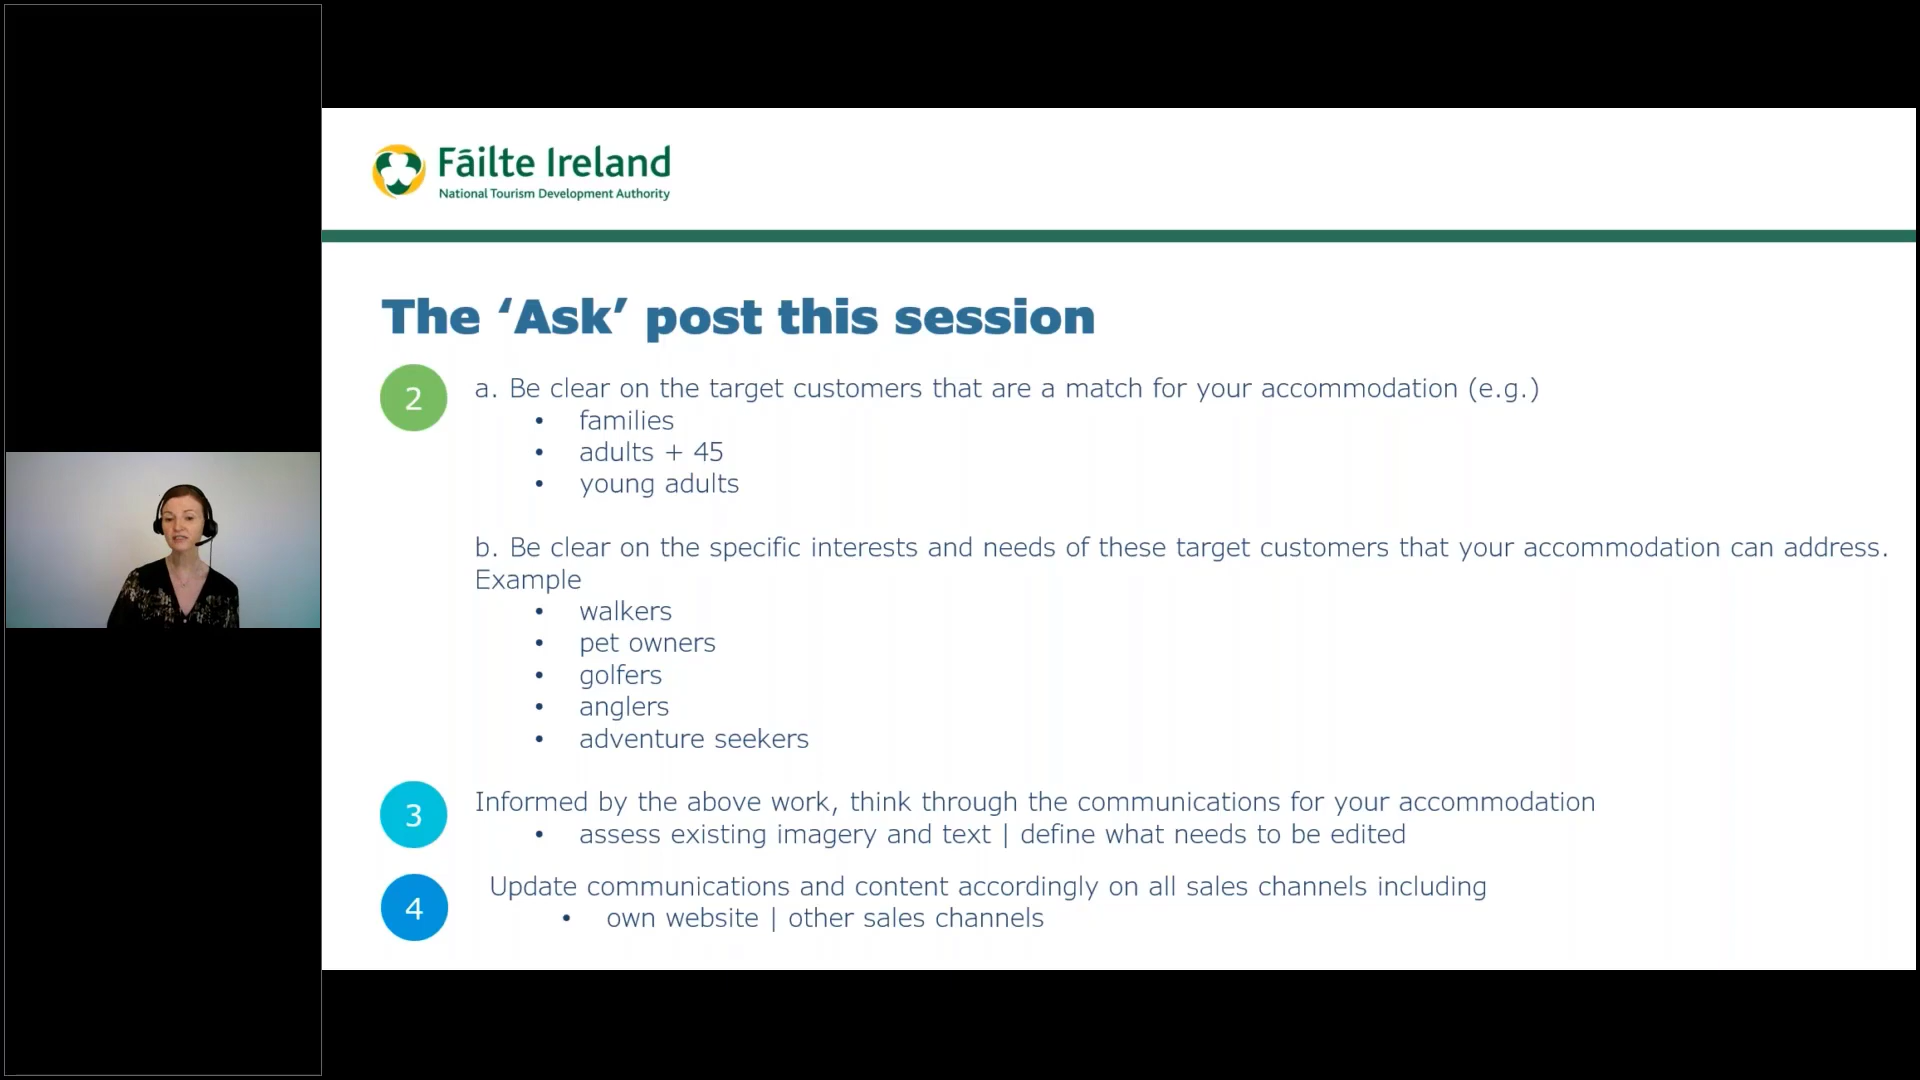 Fáilte Ireland
National Tourism Development Authority
The ‘Ask’ post this session
2
a. Be clear on the target customers that are a match for your accommodation (e.g.)
• families
• adults + 45
• young adults
b. Be clear on the specific interests and needs of these target customers that your accommodation can address.
Example
• walkers
• pet owners
• golfers
• anglers
• adventure seekers
3
Informed by the above work, think through the communications for your accommodation
• assess existing imagery and text | define what needs to be edited
4
Update communications and content accordingly on all sales channels including
• own website | other sales channels